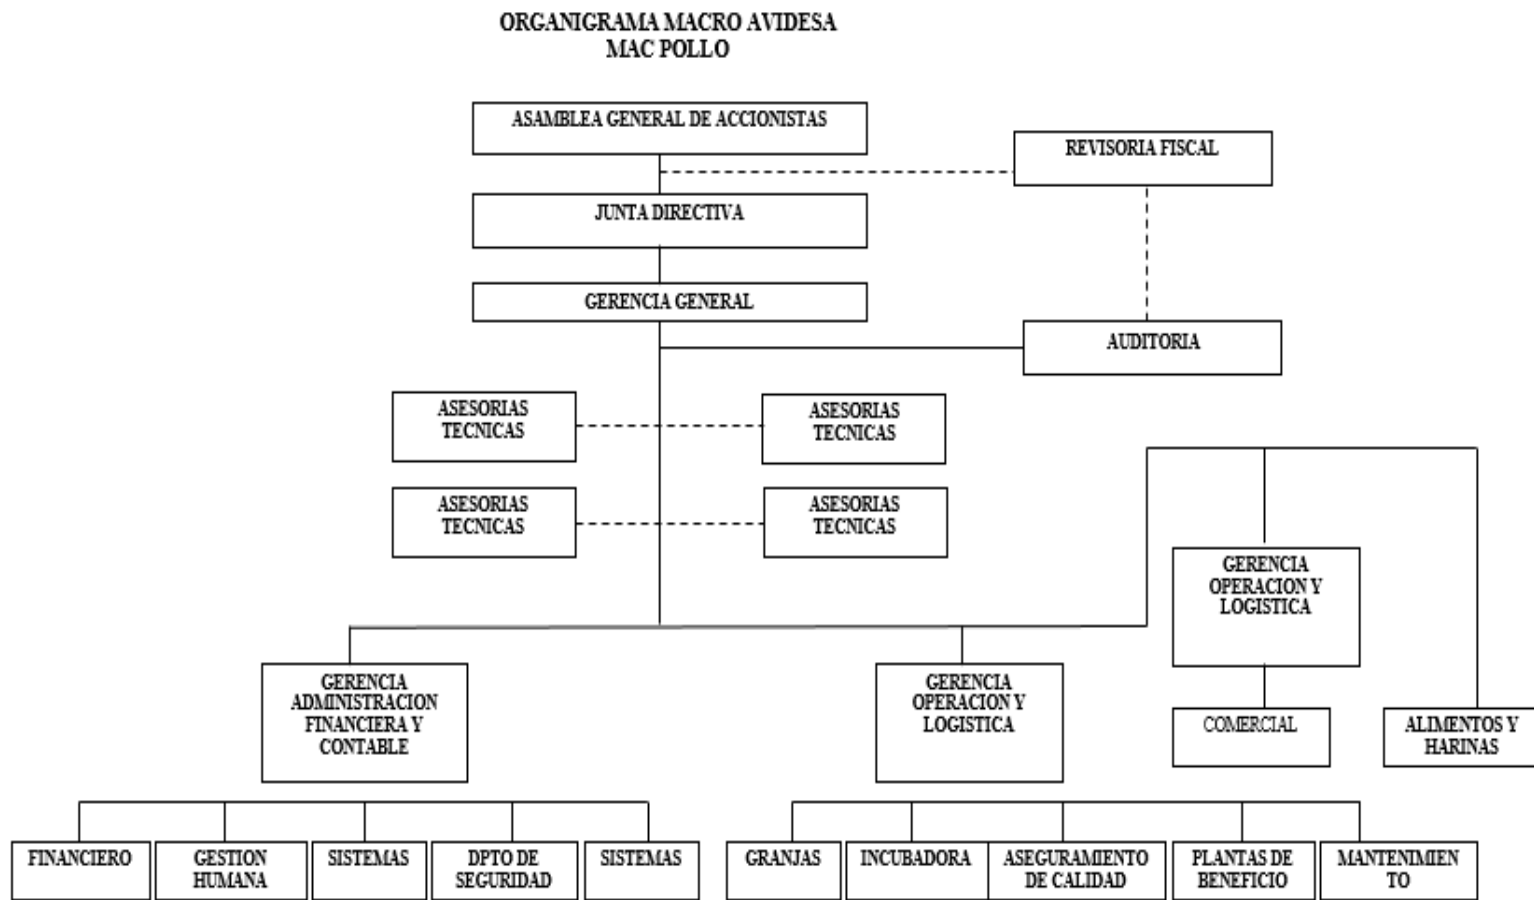 ORGANIGRAMA MACRO AVIDESA
MAC POLLO
ASAMBLEA GENERAL DE ACCIONISTAS
REVISORIA FISCAL
JUNTA DIRECTIVA
GERENCIA GENERAL
AUDITORIA
ASESORIAS
TECNICAS
ASESORIAS
TECNICAS
ASESORIAS
TECNICAS
ASESORIAS
TECNICAS
GERENCIA
OPERACION Y
LOGISTICA
GERENCIA
ADMINISTRACION
FINANCIERA Y
CONTABLE
GERENCIA
OPERACION Y
LOGISTICA
COMERCIAL
ALIMENTOS Y
HARINAS
FINANCIERO
GESTION
HUMANA
SISTEMAS
DPTO DE
SEGURIDAD
SISTEMAS
GRANJAS
INCUBADORA
ASEGURAMIENTO
DE CALIDAD
PLANTAS DE
BENEFICIO
MANTENIMIEN
TO